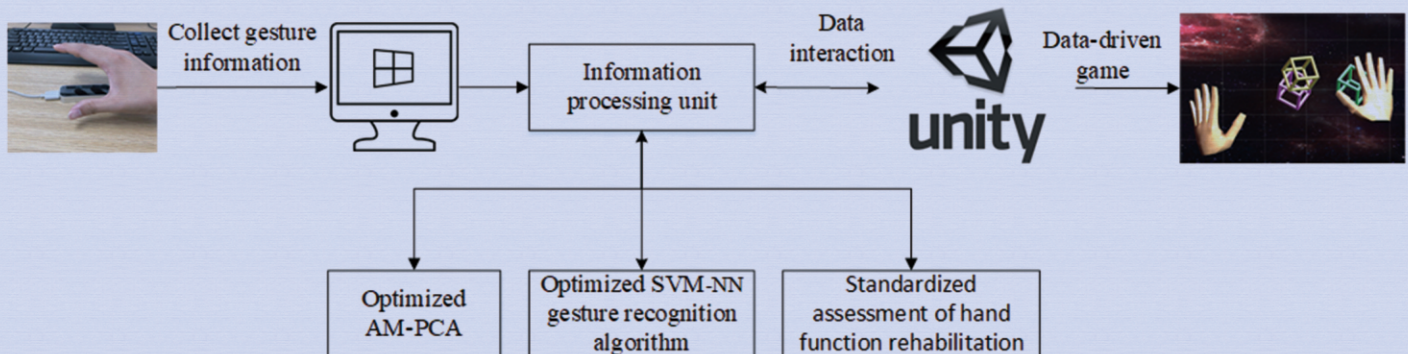 Collect gesture
information
Information
processing unit
Data
interaction
unity
Data-driven
game
Optimized
AM-PCA
Optimized SVM-NN
gesture recognition
algorithm
Standardized
assessment of hand
function rehabilitation